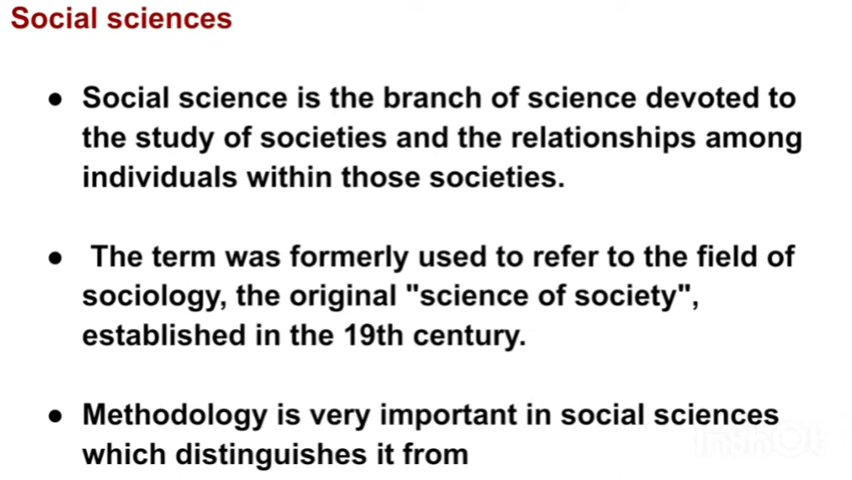 Social sciences
● Social science is the branch of science devoted to
the study of societies and the relationships among
individuals within those societies.
● The term was formerly used to refer to the field of
sociology, the original "science of society",
established in the 19th century.
● Methodology is very important in social sciences
which distinguishes it from
InShOt